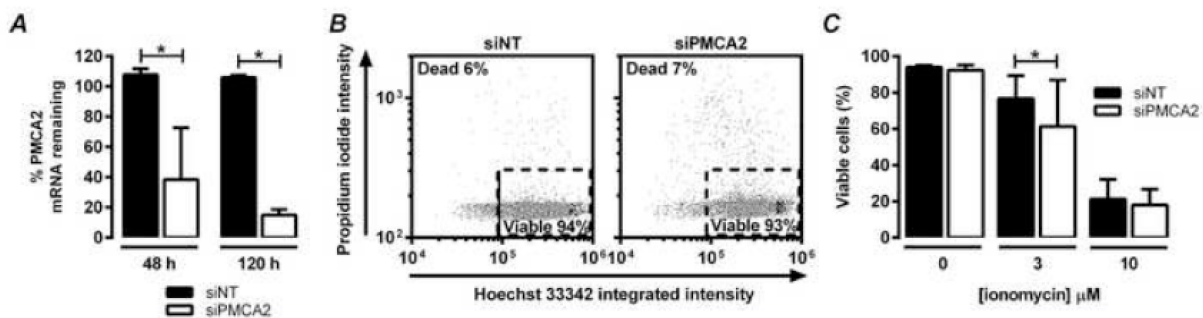 A
% PMCA2
mRNA remaining
120
100
80
60
40
20
0
*
*
48 h
120 h
siNT
siPMCA2
B
siNT
siPMCA2
Propidium iodide intensity
10³
10²
Dead 6%
Viable 94%
Dead 7%
Viable 93%
10⁴
10⁵
10⁶
10⁴
10⁵
10⁶
Hoechst 33342 integrated intensity
C
Viable cells (%)
100
80
60
40
20
0
*
siNT
siPMCA2
0
3
10
[ionomycin] μM